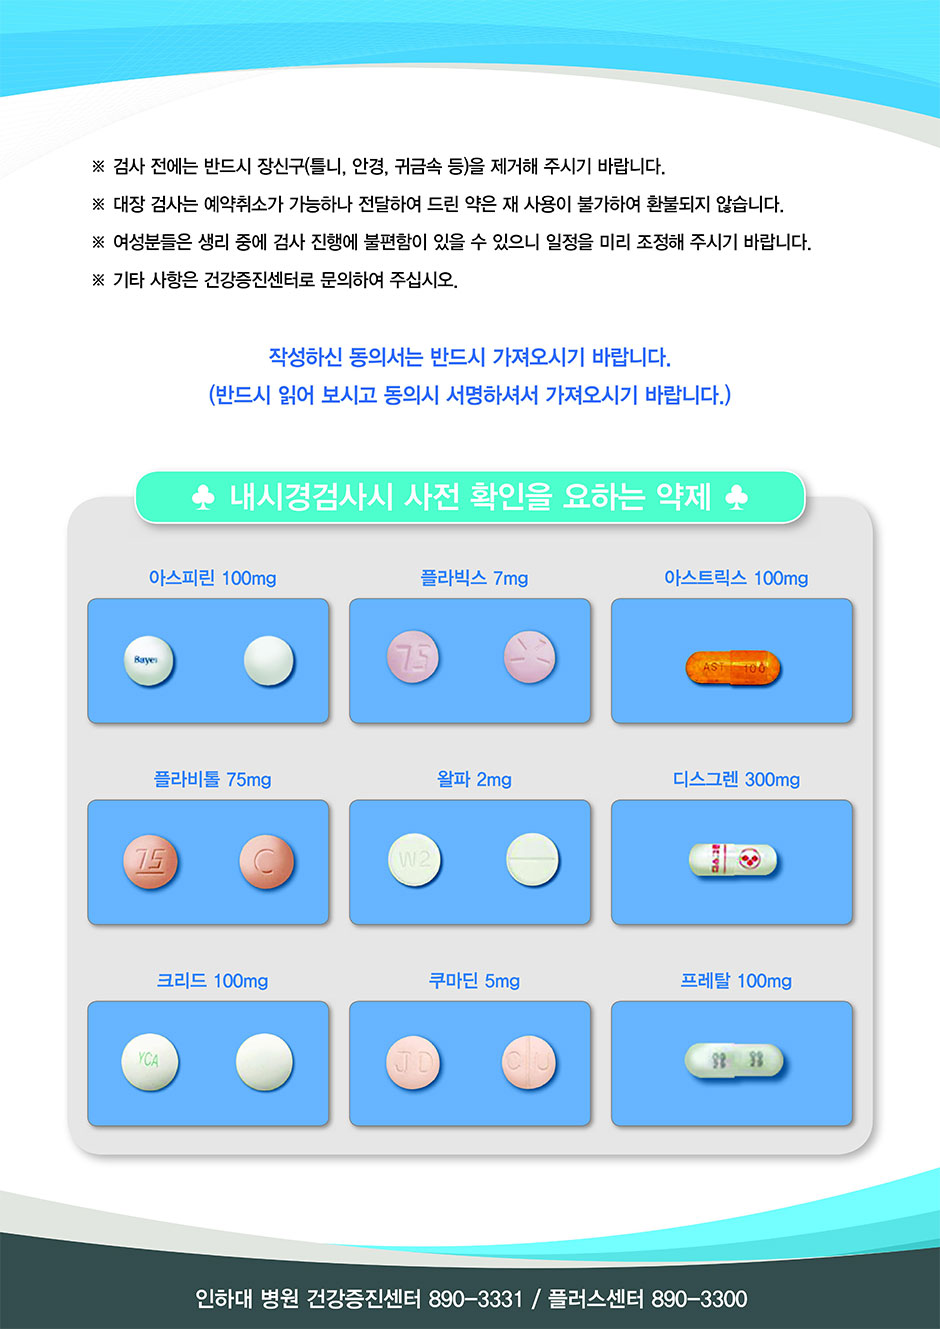 ※ 검사 전에는 반드시 장신구(틀니, 안경, 귀금속 등)을 제거해 주시기 바랍니다.
※ 대장 검사는 예약취소가 가능하나 전달하여 드린 약은 재 사용이 불가하여 환불되지 않습니다.
※ 여성분들은 생리 중에 검사 진행에 불편함이 있을 수 있으니 일정을 미리 조정해 주시기 바랍니다.
※ 기타 사항은 건강증진센터로 문의하여 주십시오.
작성하신 동의서는 반드시 가져오시기 바랍니다.
(반드시 읽어 보시고 동의시 서명하셔서 가져오시기 바랍니다.)
♣ 내시경검사시 사전 확인을 요하는 약제 ♣
아스피린 100mg 플라빅스 7mg 아스트릭스 100mg
Bayer 75 AST 100
플라비톨 75mg 왈파 2mg 디스그렌 300mg
75 C W2
크리드 100mg 쿠마딘 5mg 프레탈 100mg
YCA JD C U
인하대 병원 건강증진센터 890-3331 / 플러스센터 890-3300